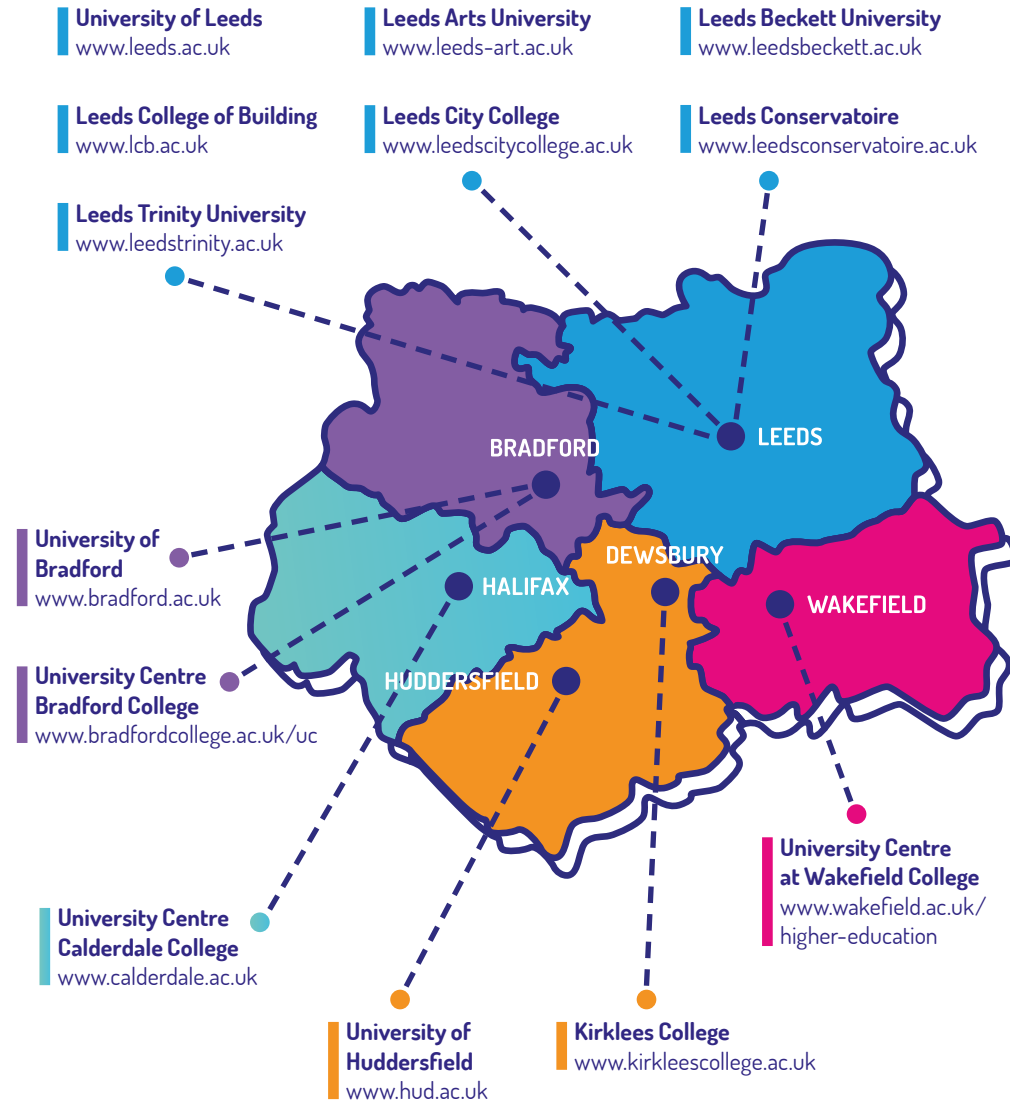 University of Leeds
www.leeds.ac.uk
Leeds Arts University
www.leeds-art.ac.uk
Leeds Beckett University
www.leedsbeckett.ac.uk
Leeds College of Building
www.lcb.ac.uk
Leeds City College
www.leedscitycollege.ac.uk
Leeds Conservatoire
www.leedsconservatoire.ac.uk
Leeds Trinity University
www.leedstrinity.ac.uk
LEEDS
BRADFORD
University of
Bradford
www.bradford.ac.uk
DEWSBURY
HALIFAX
WAKEFIELD
University Centre
Bradford College
www.bradfordcollege.ac.uk/uc
HUDDERSFIELD
University Centre
at Wakefield College
www.wakefield.ac.uk/
higher-education
University Centre
Calderdale College
www.calderdale.ac.uk
University of
Huddersfield
www.hud.ac.uk
Kirklees College
www.kirkleescollege.ac.uk